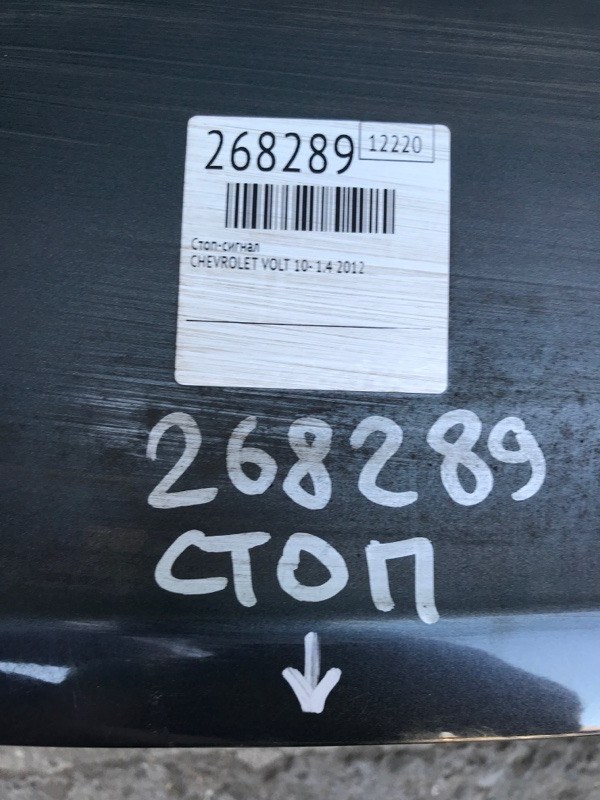 268289 12220
Стоп-сигнал
CHEVROLET VOLT 10- 1.4 2012
268289
СТОП